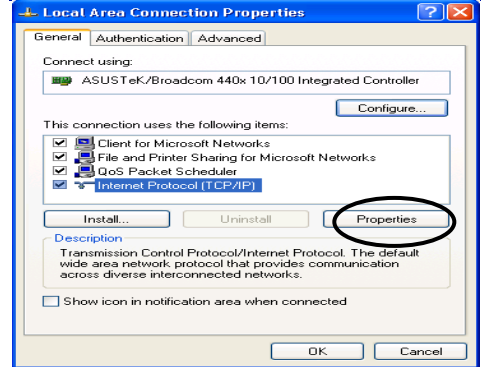 Local Area Connection Properties
General Authentication Advanced
Connect using:
ASUSTeK/Broadcom 440x 10/100 Integrated Controller
Configure...
This connection uses the following items:
Client for Microsoft Networks
File and Printer Sharing for Microsoft Networks
QoS Packet Scheduler
Internet Protocol (TCP/IP)
Install... Uninstall Properties
Description
Transmission Control Protocol/Internet Protocol. The default
wide area network protocol that provides communication
across diverse interconnected networks.
Show icon in notification area when connected
OK Cancel